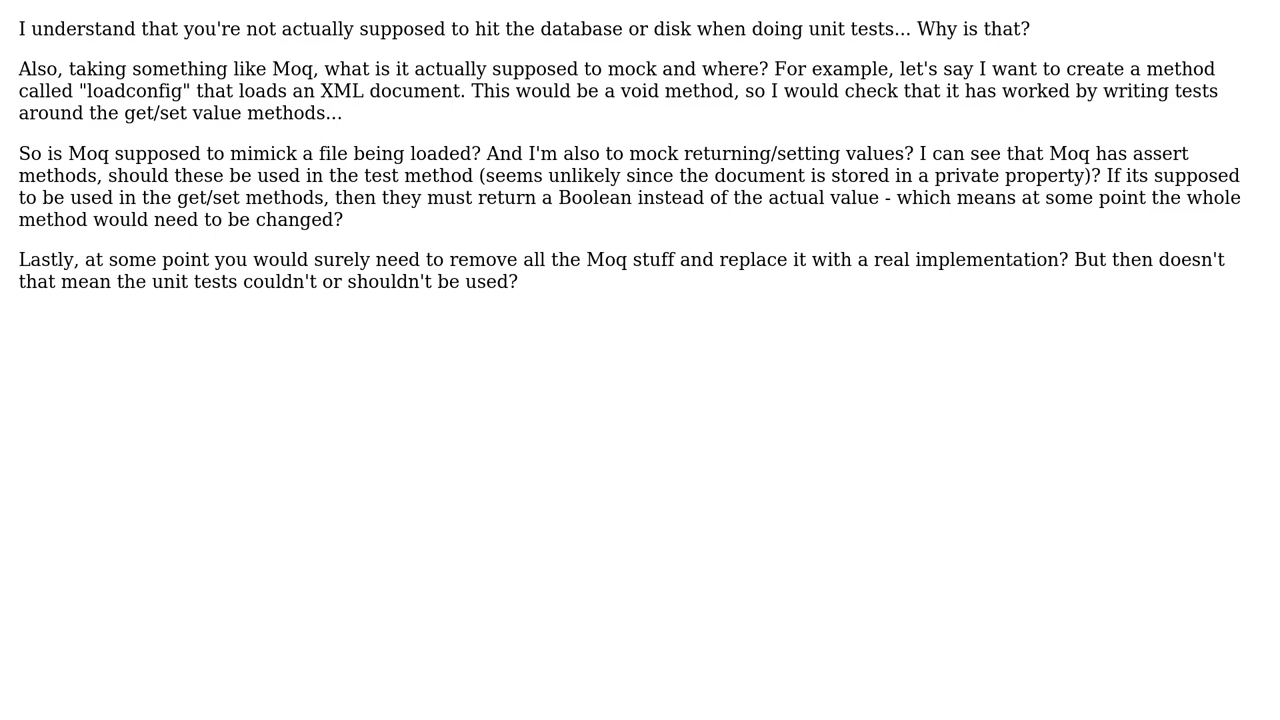 I understand that you're not actually supposed to hit the database or disk when doing unit tests... Why is that?
Also, taking something like Moq, what is it actually supposed to mock and where? For example, let's say I want to create a method
called "loadconfig" that loads an XML document. This would be a void method, so I would check that it has worked by writing tests
around the get/set value methods...
So is Moq supposed to mimick a file being loaded? And I'm also to mock returning/setting values? I can see that Moq has assert
methods, should these be used in the test method (seems unlikely since the document is stored in a private property)? If its supposed
to be used in the get/set methods, then they must return a Boolean instead of the actual value - which means at some point the whole
method would need to be changed?
Lastly, at some point you would surely need to remove all the Moq stuff and replace it with a real implementation? But then doesn't
that mean the unit tests couldn't or shouldn't be used?